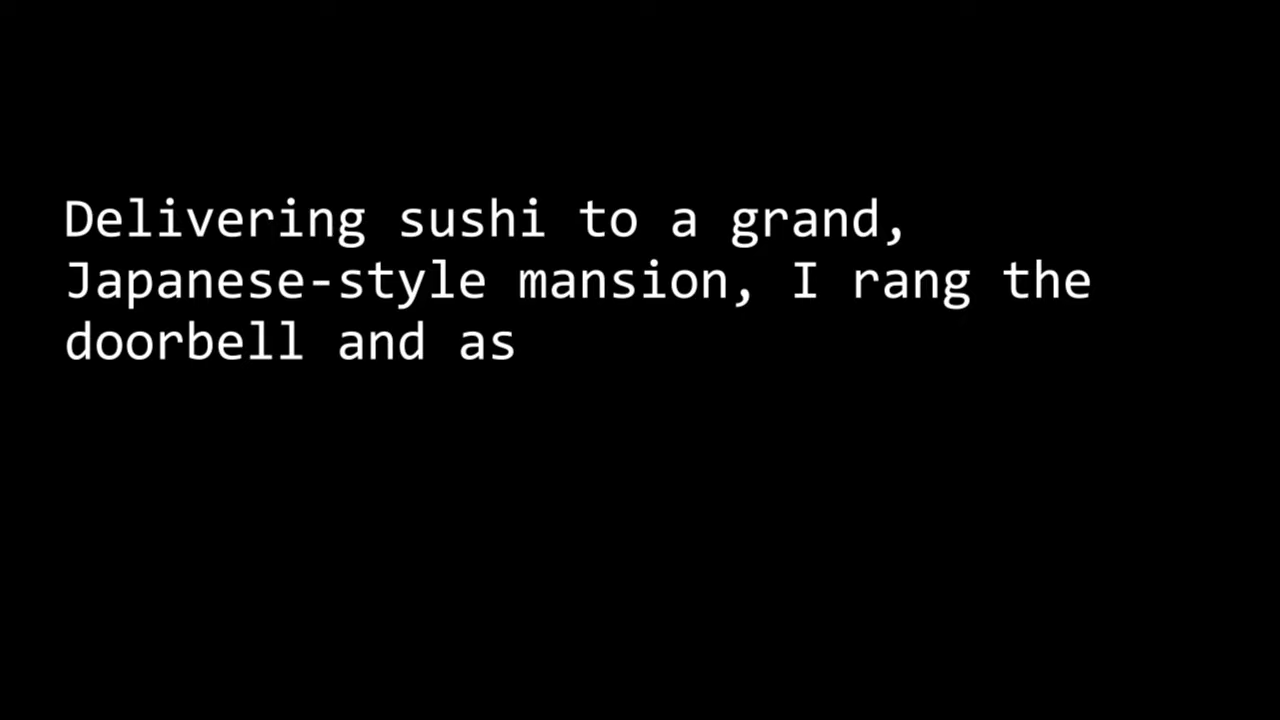 Delivering sushi to a grand,
Japanese-style mansion, I rang the
doorbell and as